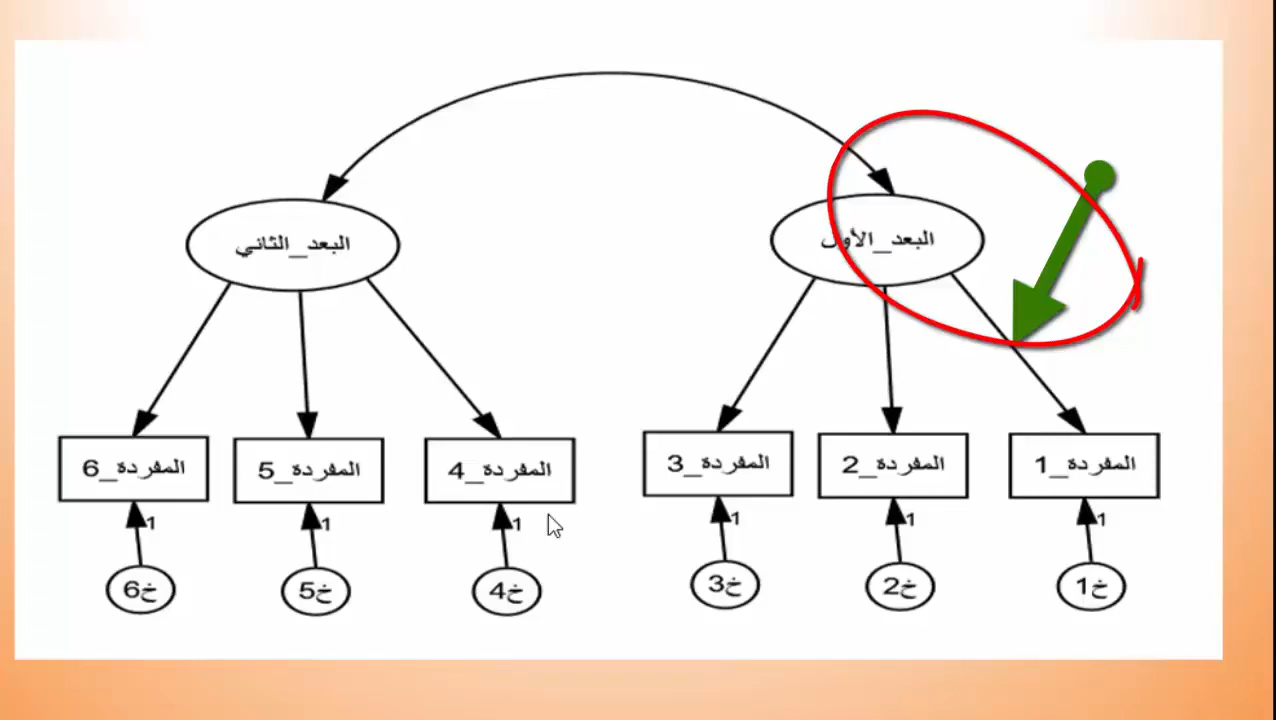 البعد_الأول
البعد_الثاني
المفردة_1
المفردة_2
المفردة_3
المفردة_4
المفردة_5
المفردة_6
1
1
1
1
1
1
خ1
خ2
خ3
خ4
خ5
خ6